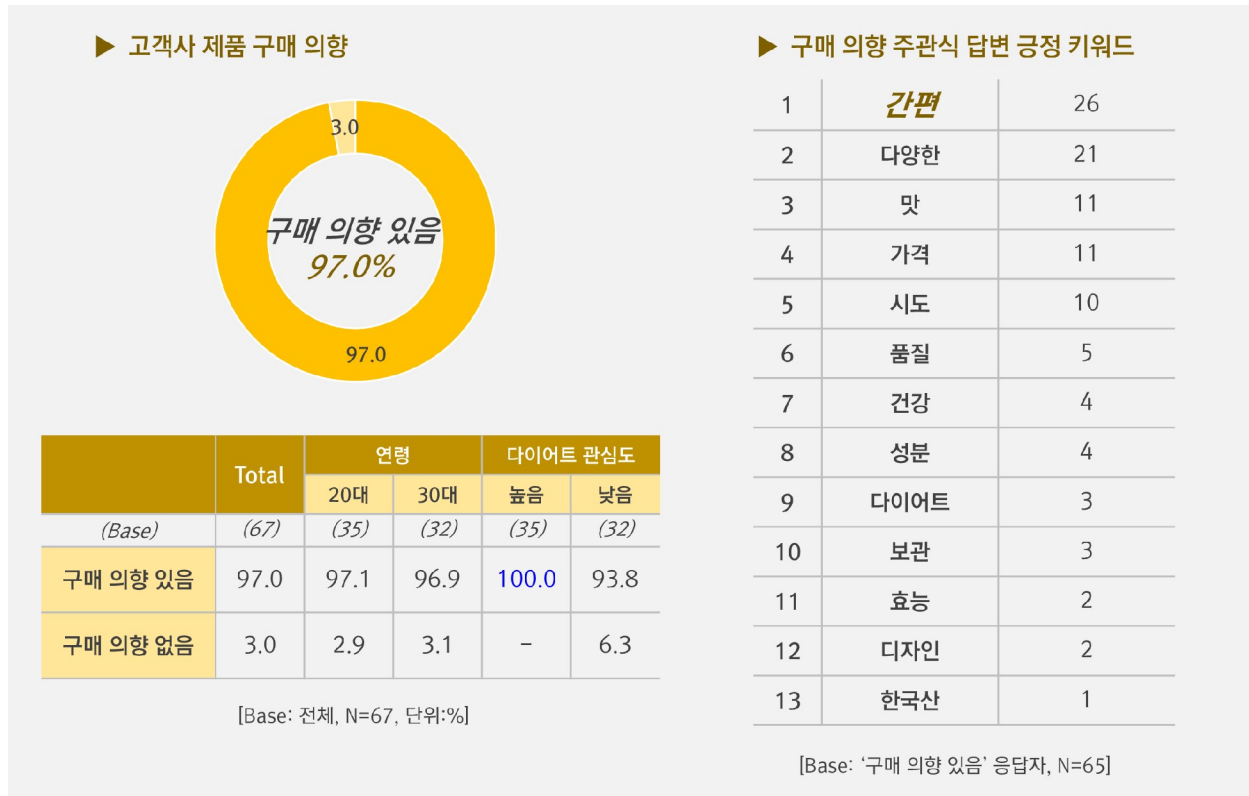 ▶ 고객사 제품 구매 의향
3.0
구매 의향 있음
97.0%
97.0
Total 연령 다이어트 관심도
20대 30대 높음 낮음
(Base) (67) (35) (32) (35) (32)
구매 의향 있음 97.0 97.1 96.9 100.0 93.8
구매 의향 없음 3.0 2.9 3.1 – 6.3
[Base: 전체, N=67, 단위:%]
▶ 구매 의향 주관식 답변 긍정 키워드
1 간편 26
2 다양한 21
3 맛 11
4 가격 11
5 시도 10
6 품질 5
7 건강 4
8 성분 4
9 다이어트 3
10 보관 3
11 효능 2
12 디자인 2
13 한국산 1
[Base: ‘구매 의향 있음’ 응답자, N=65]